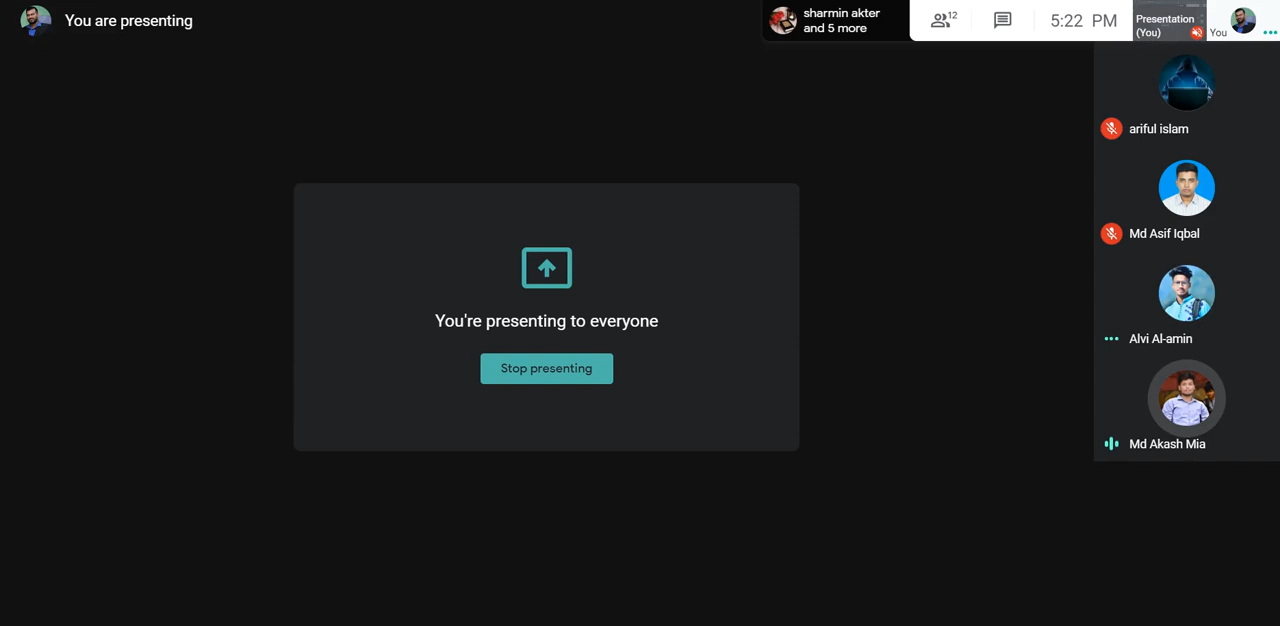 You are presenting
sharmin akter
and 5 more
12
5:22 PM
Presentation
(You)
You
ariful islam
Md Asif Iqbal
Alvi Al-amin
Md Akash Mia
You're presenting to everyone
Stop presenting